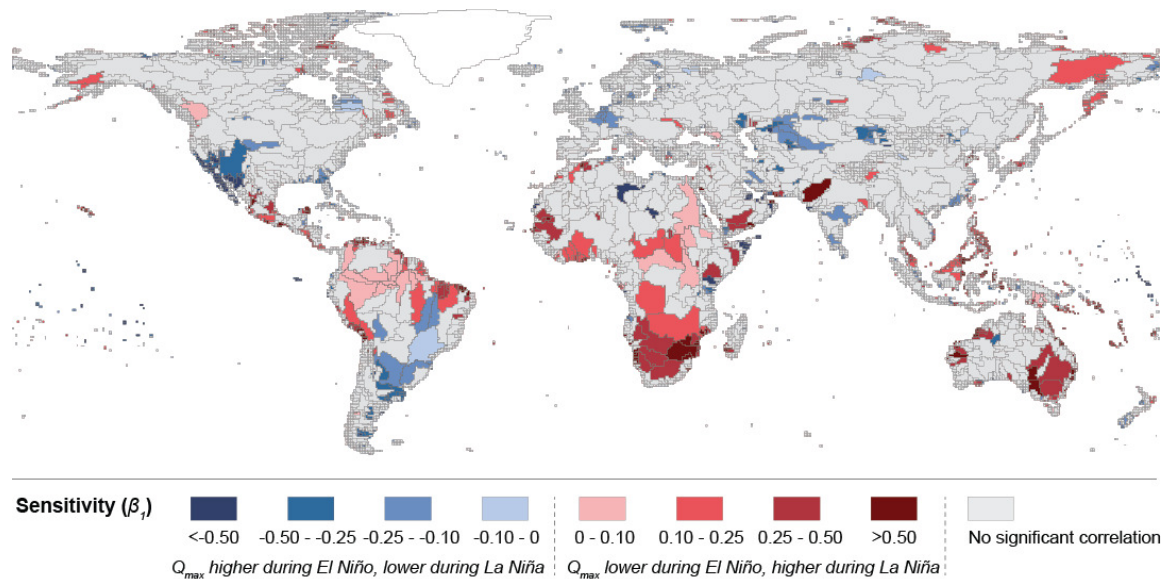 Sensitivity (β1)
<-0.50 -0.50 - -0.25 -0.25 - -0.10 -0.10 - 0 0 - 0.10 0.10 - 0.25 0.25 - 0.50 >0.50 No significant correlation
Qmax higher during El Niño, lower during La Niña Qmax lower during El Niño, higher during La Niña